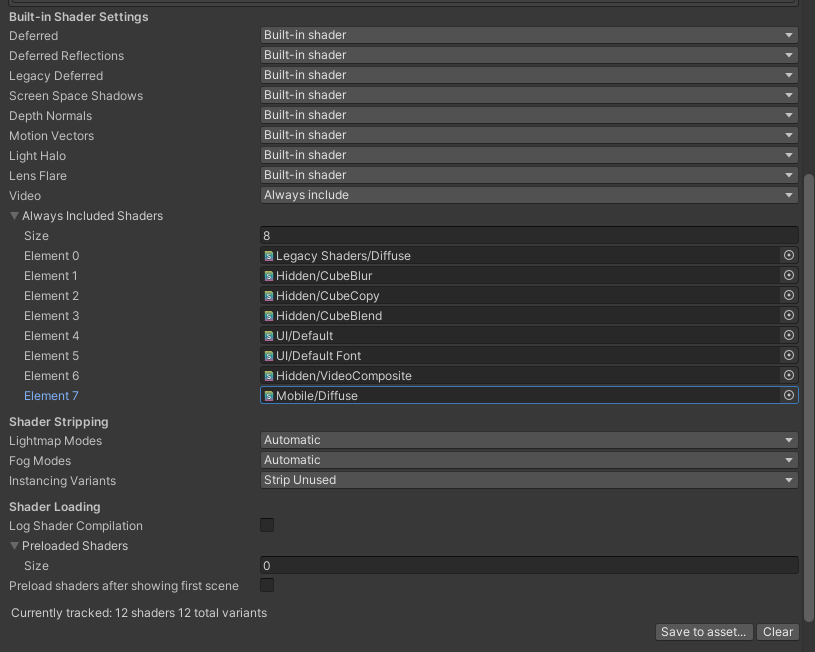 Built-in Shader Settings
Deferred Built-in shader
Deferred Reflections Built-in shader
Legacy Deferred Built-in shader
Screen Space Shadows Built-in shader
Depth Normals Built-in shader
Motion Vectors Built-in shader
Light Halo Built-in shader
Lens Flare Built-in shader
Video Always include
Always Included Shaders
Size 8
Element 0 Legacy Shaders/Diffuse
Element 1 Hidden/CubeBlur
Element 2 Hidden/CubeCopy
Element 3 Hidden/CubeBlend
Element 4 UI/Default
Element 5 UI/Default Font
Element 6 Hidden/VideoComposite
Element 7 Mobile/Diffuse
Shader Stripping
Lightmap Modes Automatic
Fog Modes Automatic
Instancing Variants Strip Unused
Shader Loading
Log Shader Compilation
Preloaded Shaders
Size 0
Preload shaders after showing first scene
Currently tracked: 12 shaders 12 total variants
Save to asset... Clear